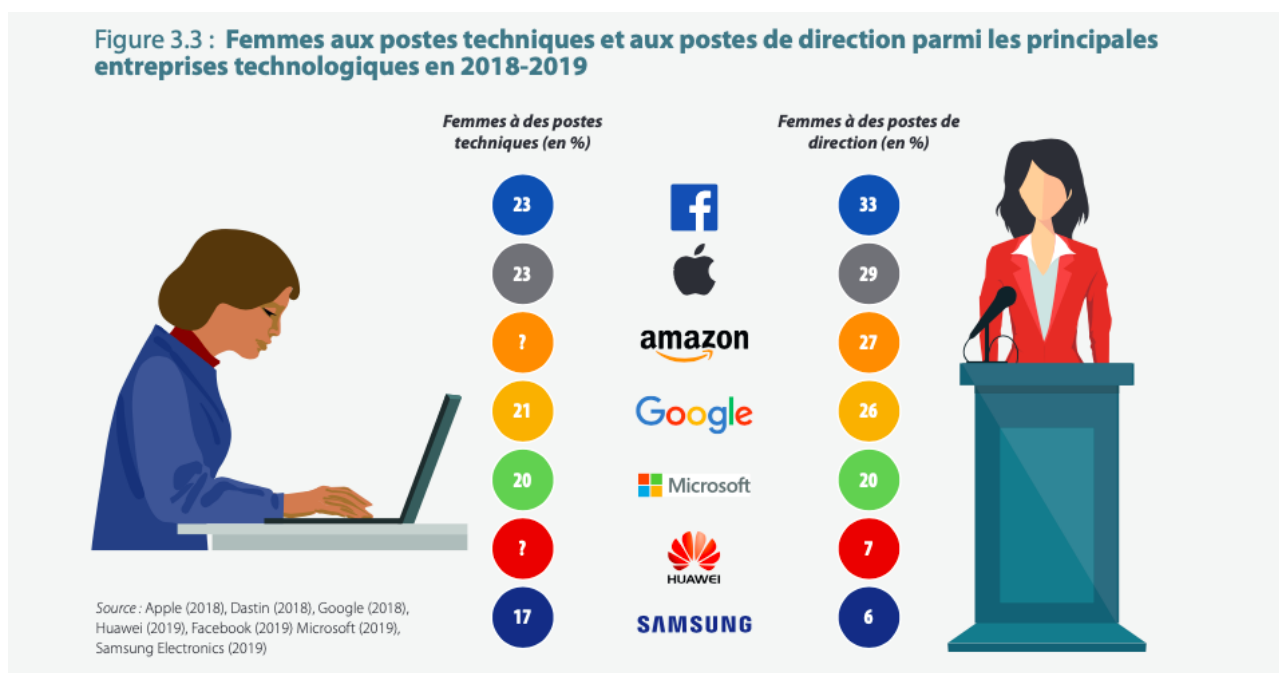 Figure 3.3 : Femmes aux postes techniques et aux postes de direction parmi les principales
entreprises technologiques en 2018-2019
Femmes à des postes
techniques (en %)
Femmes à des postes de
direction (en %)
23 f 33
23 29
? amazon 27
21 Google 26
20 Microsoft 20
? HUAWEI 7
17 SAMSUNG 6
Source : Apple (2018), Dastin (2018), Google (2018),
Huawei (2019), Facebook (2019) Microsoft (2019),
Samsung Electronics (2019)